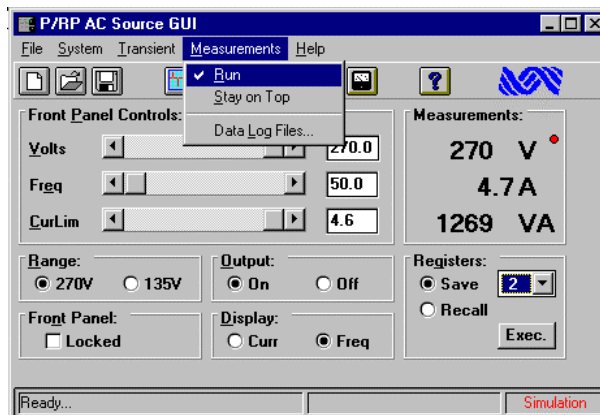 P/RP AC Source GUI
File System Transient Measurements Help
Run
Stay on Top
Data Log Files...
Front Panel Controls:
Volts 270.0
Freq 50.0
CurLim 4.6
Measurements:
270 V
4.7 A
1269 VA
Range:
270V 135V
Output:
On Off
Registers:
Save 2
Recall
Exec.
Front Panel:
Locked
Display:
Curr Freq
Ready...
Simulation